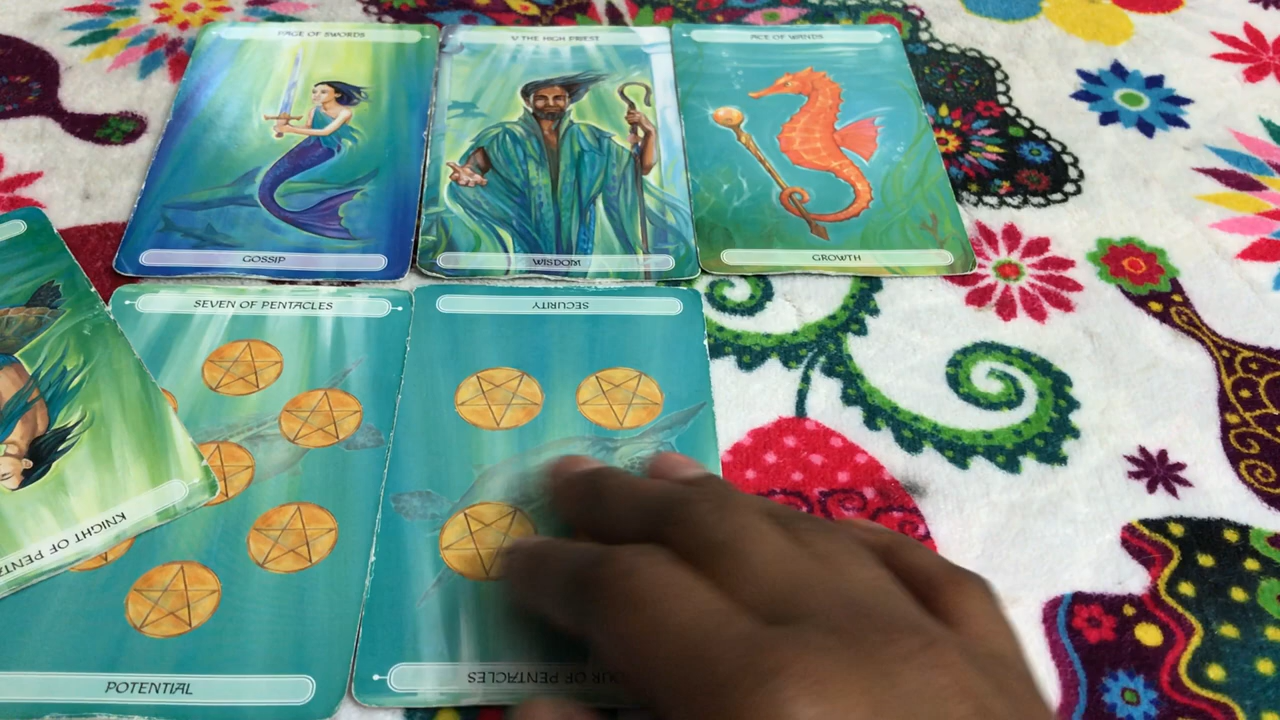 PAGE OF SWORDS
V THE HIGH PRIEST
ACE OF WANDS
GOSSIP
WISDOM
GROWTH
SEVEN OF PENTACLES
SECURITY
KNIGHT OF PENTA
POTENTIAL
OUR OF PENTACLES